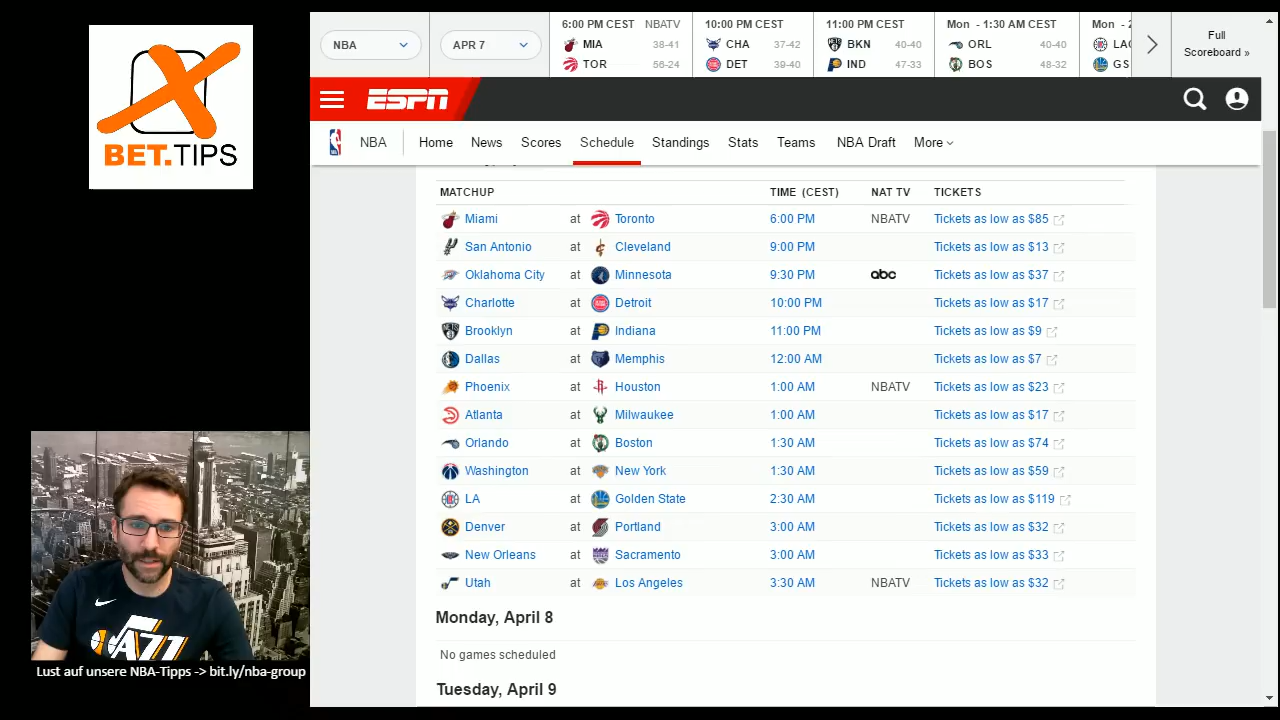 BET.TIPS
NBA
APR 7
6:00 PM CEST NBATV
MIA 38-41
TOR 56-24
10:00 PM CEST
CHA 37-42
DET 39-40
11:00 PM CEST
BKN 40-40
IND 47-33
Mon - 1:30 AM CEST
ORL 40-40
BOS 48-32
Mon - 2
LAC
GS
Full
Scoreboard »
ESPN
NBA Home News Scores Schedule Standings Stats Teams NBA Draft More
MATCHUP TIME (CEST) NAT TV TICKETS
Miami at Toronto 6:00 PM NBATV Tickets as low as $85
San Antonio at Cleveland 9:00 PM Tickets as low as $13
Oklahoma City at Minnesota 9:30 PM abc Tickets as low as $37
Charlotte at Detroit 10:00 PM Tickets as low as $17
Brooklyn at Indiana 11:00 PM Tickets as low as $9
Dallas at Memphis 12:00 AM Tickets as low as $7
Phoenix at Houston 1:00 AM NBATV Tickets as low as $23
Atlanta at Milwaukee 1:00 AM Tickets as low as $17
Orlando at Boston 1:30 AM Tickets as low as $74
Washington at New York 1:30 AM Tickets as low as $59
LA at Golden State 2:30 AM Tickets as low as $119
Denver at Portland 3:00 AM Tickets as low as $32
New Orleans at Sacramento 3:00 AM Tickets as low as $33
Utah at Los Angeles 3:30 AM NBATV Tickets as low as $32
Monday, April 8
No games scheduled
Tuesday, April 9
JAZZ
Lust auf unsere NBA-Tipps -> bit.ly/nba-group